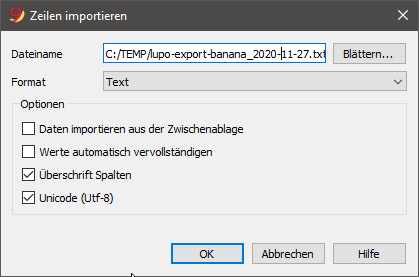 Zeilen importieren
Dateiname C:/TEMP/lupo-export-banana_2020-11-27.txt Blättern...
Format Text
Optionen
Daten importieren aus der Zwischenablage
Werte automatisch vervollständigen
Überschrift Spalten
Unicode (Utf-8)
OK Abbrechen Hilfe